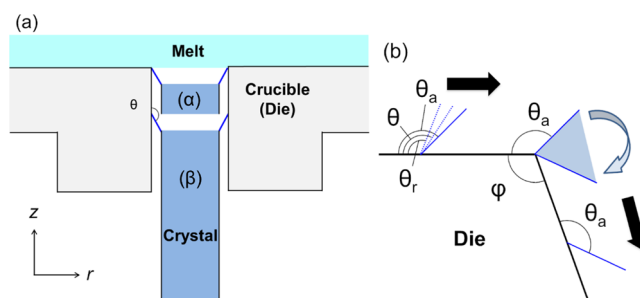 (a)
Melt
(α)
Crucible
(Die)
θ
(β)
Crystal
z
r
(b)
θa
θ
θr
θa
φ
θa
Die